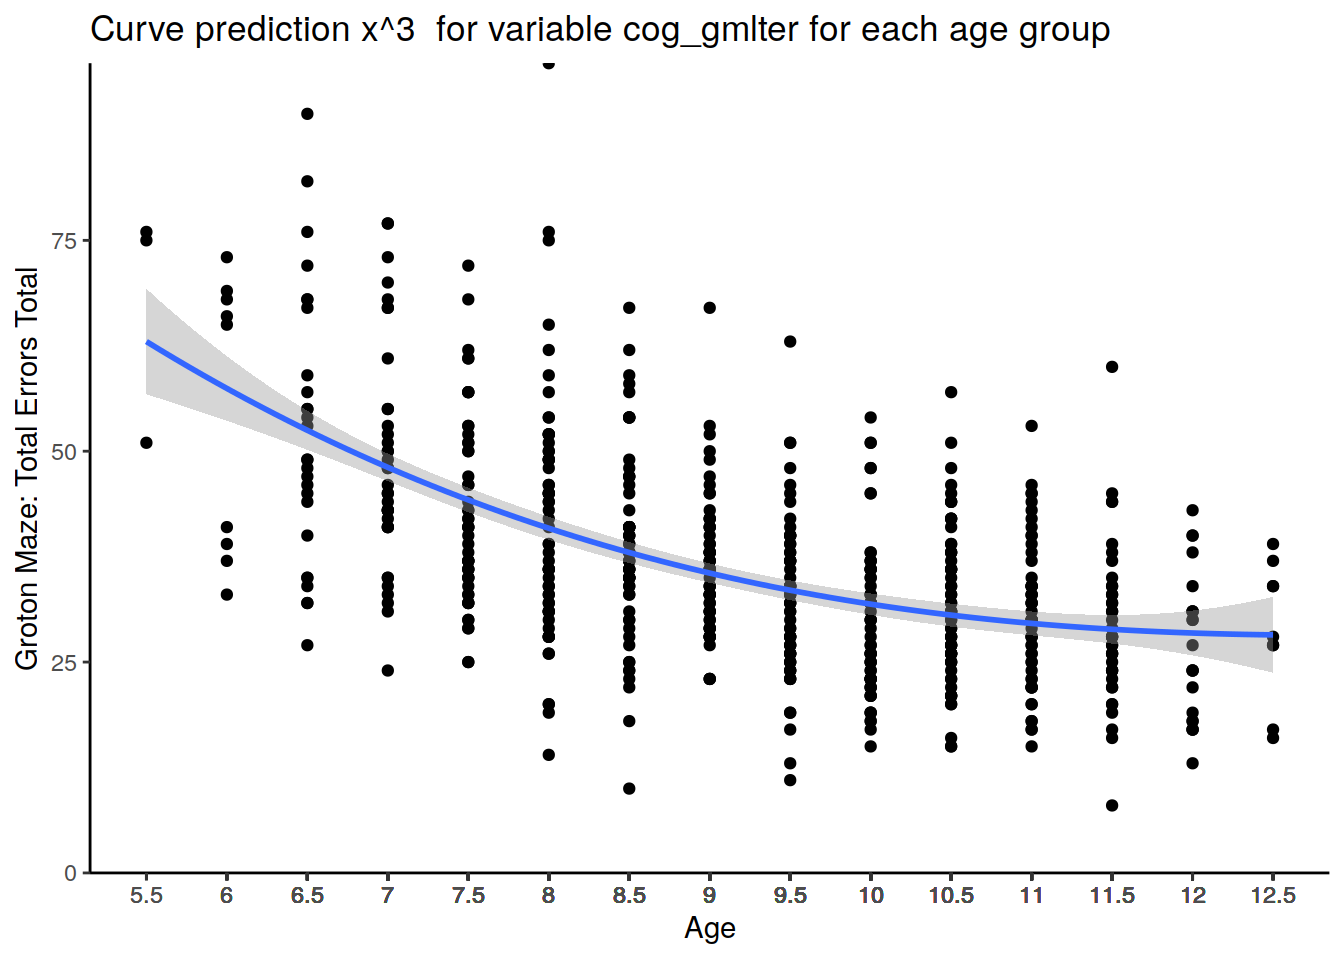 Curve prediction x^3  for variable cog_gmlter for each age group
Groton Maze: Total Errors Total
75
50
25
0
5.5 6 6.5 7 7.5 8 8.5 9 9.5 10 10.5 11 11.5 12 12.5
Age